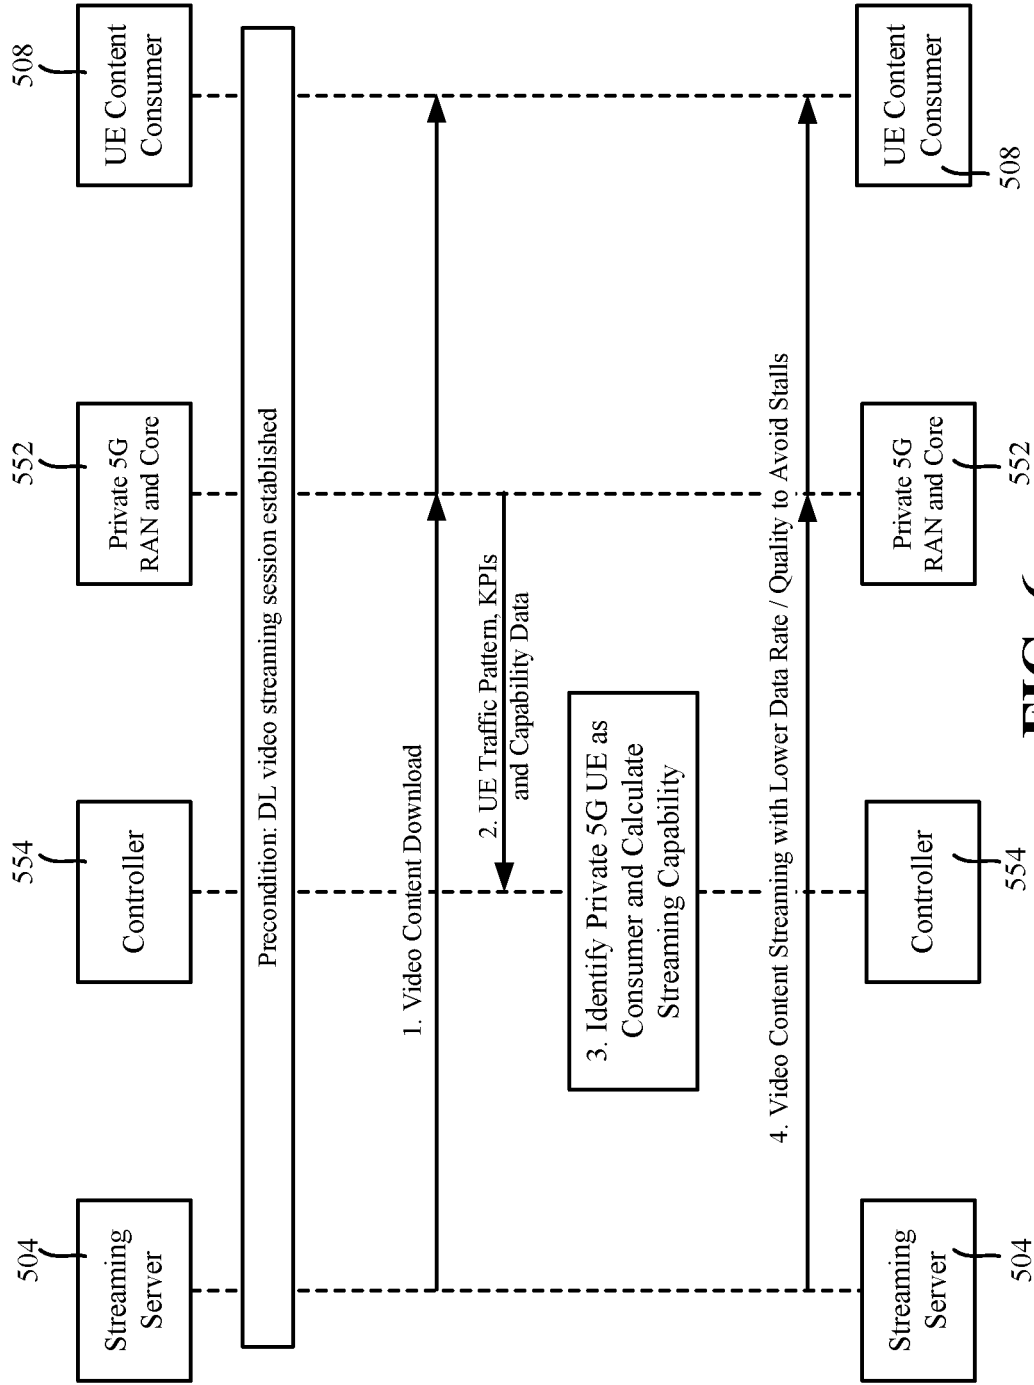 504
554
552
508
Streaming
Server
Controller
Private 5G
RAN and Core
UE Content
Consumer
Precondition: DL video streaming session established
1. Video Content Download
2. UE Traffic Pattern, KPIs
and Capability Data
3. Identify Private 5G UE as
Consumer and Calculate
Streaming Capability
4. Video Content Streaming with Lower Data Rate / Quality to Avoid Stalls
Streaming
Server
Controller
Private 5G
RAN and Core
UE Content
Consumer
504
554
552
508
FIG.